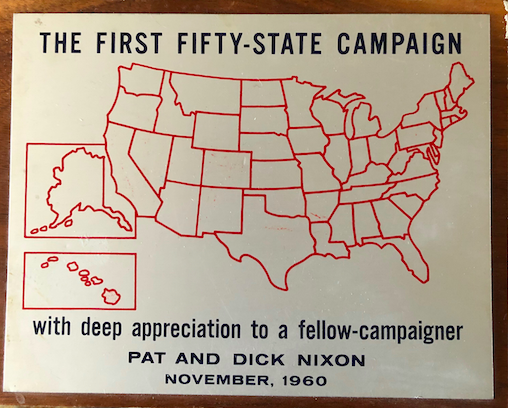 THE FIRST FIFTY-STATE CAMPAIGN
with deep appreciation to a fellow-campaigner
PAT AND DICK NIXON
NOVEMBER, 1960